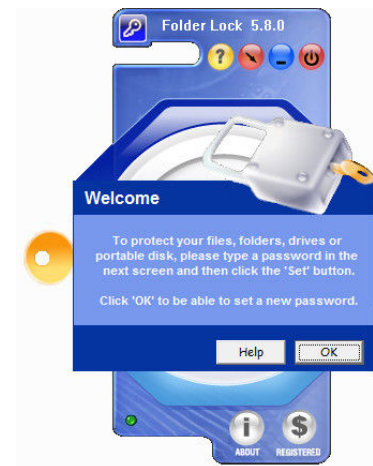 Folder Lock 5.8.0
?
Welcome
To protect your files, folders, drives or
portable disk, please type a password in the
next screen and then click the 'Set' button.
Click 'OK' to be able to set a new password.
Help OK
i $
ABOUT REGISTERED